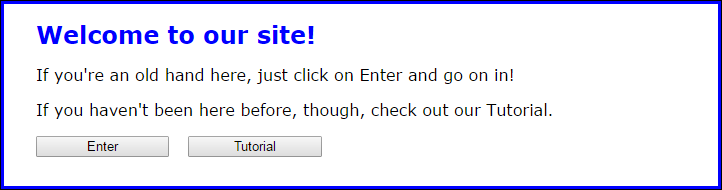 Welcome to our site!
If you're an old hand here, just click on Enter and go on in!
If you haven't been here before, though, check out our Tutorial.
Enter Tutorial